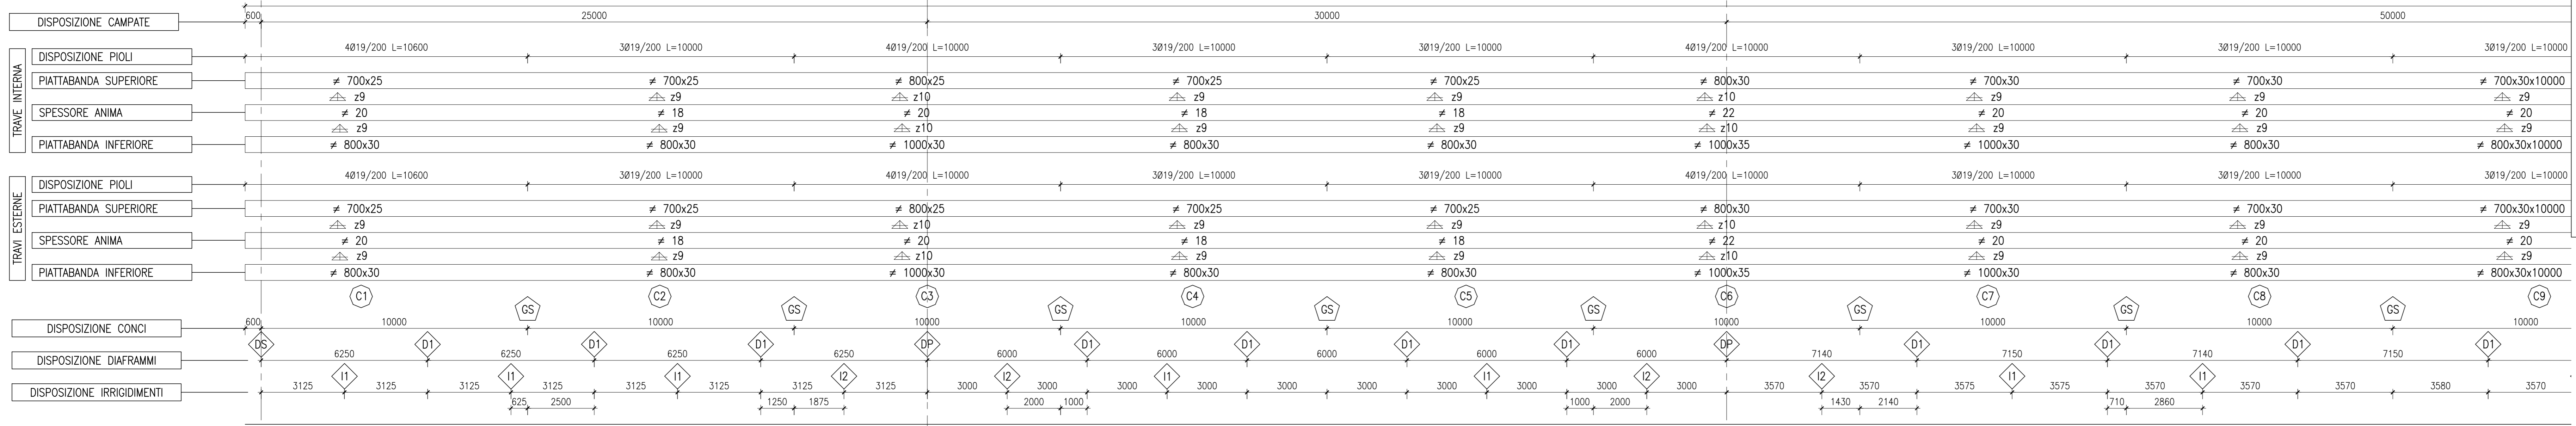 DISPOSIZIONE CAMPATE 600 25000 30000 50000
TRAVE INTERNA
DISPOSIZIONE PIOLI 4Ø19/200 L=10600 3Ø19/200 L=10000 4Ø19/200 L=10000 3Ø19/200 L=10000 3Ø19/200 L=10000 4Ø19/200 L=10000 3Ø19/200 L=10000 3Ø19/200 L=10000 3Ø19/200 L=10000
PIATTABANDA SUPERIORE ≠ 700x25 ≠ 700x25 ≠ 800x25 ≠ 700x25 ≠ 700x25 ≠ 800x30 ≠ 700x30 ≠ 700x30 ≠ 700x30x10000
z9 z9 z10 z9 z9 z10 z9 z9 z9
SPESSORE ANIMA ≠ 20 ≠ 18 ≠ 20 ≠ 18 ≠ 18 ≠ 22 ≠ 20 ≠ 20 ≠ 20
z9 z9 z10 z9 z9 z10 z9 z9 z9
PIATTABANDA INFERIORE ≠ 800x30 ≠ 800x30 ≠ 1000x30 ≠ 800x30 ≠ 800x30 ≠ 1000x35 ≠ 1000x30 ≠ 800x30 ≠ 800x30x10000
TRAVI ESTERNE
DISPOSIZIONE PIOLI 4Ø19/200 L=10600 3Ø19/200 L=10000 4Ø19/200 L=10000 3Ø19/200 L=10000 3Ø19/200 L=10000 4Ø19/200 L=10000 3Ø19/200 L=10000 3Ø19/200 L=10000 3Ø19/200 L=10000
PIATTABANDA SUPERIORE ≠ 700x25 ≠ 700x25 ≠ 800x25 ≠ 700x25 ≠ 700x25 ≠ 800x30 ≠ 700x30 ≠ 700x30 ≠ 700x30x10000
z9 z9 z10 z9 z9 z10 z9 z9 z9
SPESSORE ANIMA ≠ 20 ≠ 18 ≠ 20 ≠ 18 ≠ 18 ≠ 22 ≠ 20 ≠ 20 ≠ 20
z9 z9 z10 z9 z9 z10 z9 z9 z9
PIATTABANDA INFERIORE ≠ 800x30 ≠ 800x30 ≠ 1000x30 ≠ 800x30 ≠ 800x30 ≠ 1000x35 ≠ 1000x30 ≠ 800x30 ≠ 800x30x10000
C1 C2 C3 C4 C5 C6 C7 C8 C9
GS GS GS GS GS GS GS GS
DISPOSIZIONE CONCI 600 10000 10000 10000 10000 10000 10000 10000 10000 10000
DS D1 D1 D1 DP D1 D1 D1 D1 DP D1 D1 D1 D1
DISPOSIZIONE DIAFRAMMI 6250 6250 6250 6250 6000 6000 6000 6000 6000 7140 7150 7140 7150
I1 I1 I1 I2 I2 I1 I1 I2 I2 I1 I1
DISPOSIZIONE IRRIGIDIMENTI 3125 3125 3125 3125 3125 3125 3125 3125 3000 3000 3000 3000 3000 3000 3000 3000 3000 3000 3570 3570 3575 3575 3570 3570 3570 3580 3570
625 2500 1250 1875 2000 1000 1000 2000 1430 2140 710 2860